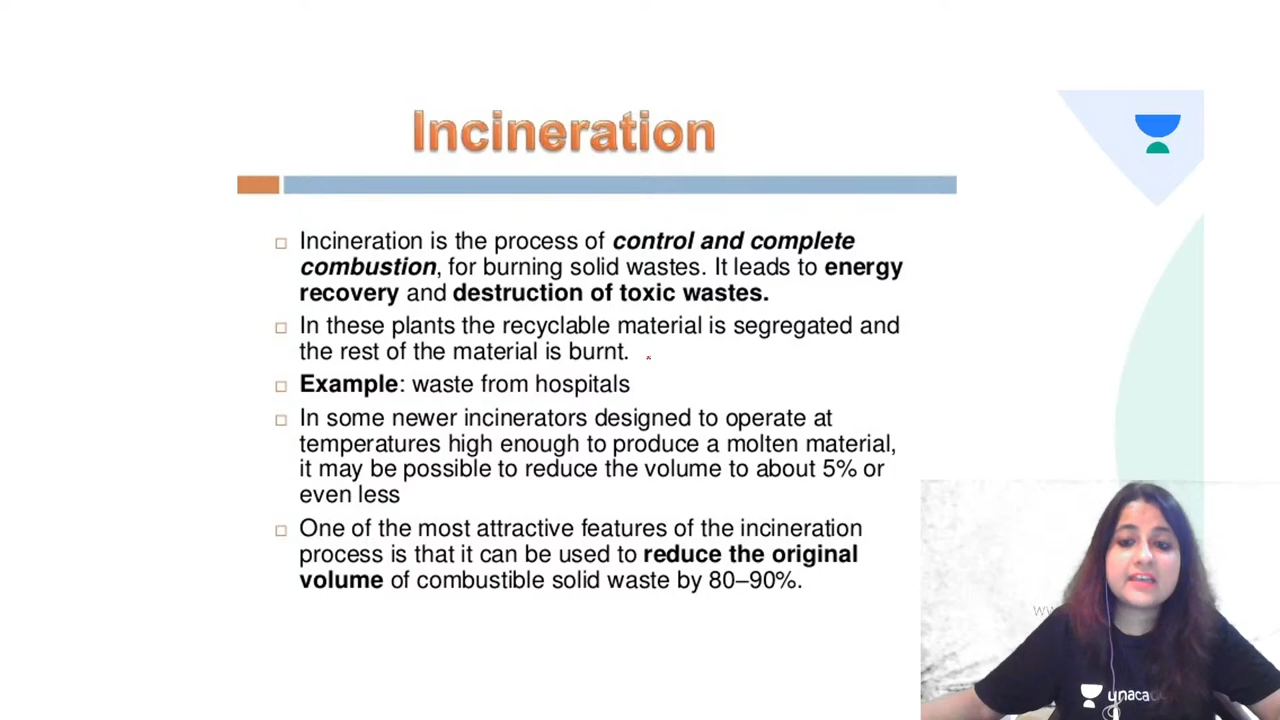 Incineration
Incineration is the process of control and complete
combustion, for burning solid wastes. It leads to energy
recovery and destruction of toxic wastes.
In these plants the recyclable material is segregated and
the rest of the material is burnt.
Example: waste from hospitals
In some newer incinerators designed to operate at
temperatures high enough to produce a molten material,
it may be possible to reduce the volume to about 5% or
even less
One of the most attractive features of the incineration
process is that it can be used to reduce the original
volume of combustible solid waste by 80–90%.